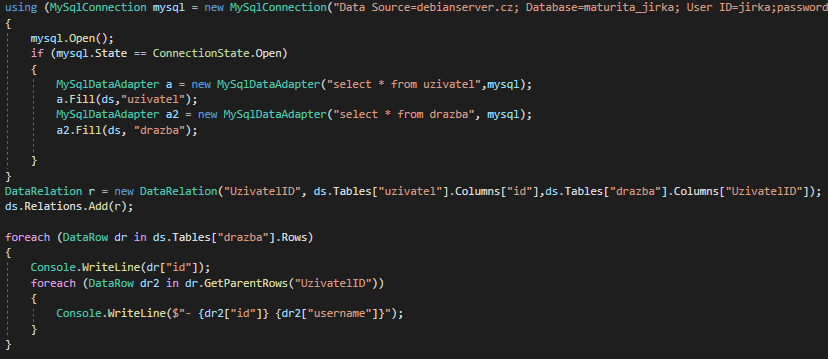 using (MySqlConnection mysql = new MySqlConnection("Data Source=debianserver.cz; Database=maturita_jirka; User ID=jirka;password
{
mysql.Open();
if (mysql.State == ConnectionState.Open)
{
MySqlDataAdapter a = new MySqlDataAdapter("select * from uzivatel",mysql);
a.Fill(ds,"uzivatel");
MySqlDataAdapter a2 = new MySqlDataAdapter("select * from drazba", mysql);
a2.Fill(ds, "drazba");
}
}
DataRelation r = new DataRelation("UzivatelID", ds.Tables["uzivatel"].Columns["id"],ds.Tables["drazba"].Columns["UzivatelID"]);
ds.Relations.Add(r);
foreach (DataRow dr in ds.Tables["drazba"].Rows)
{
Console.WriteLine(dr["id"]);
foreach (DataRow dr2 in dr.GetParentRows("UzivatelID"))
{
Console.WriteLine($"- {dr2["id"]} {dr2["username"]}");
}
}